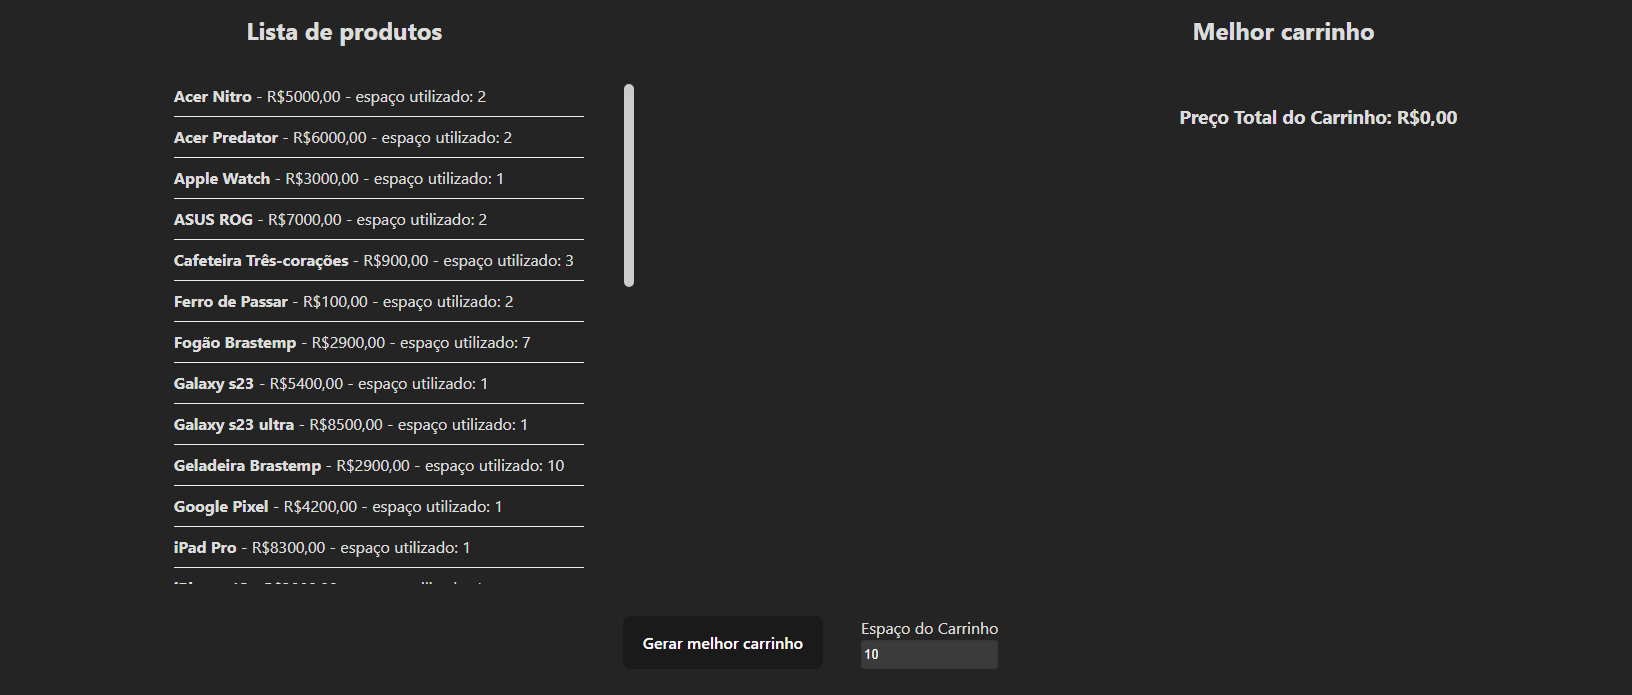 Lista de produtos
Acer Nitro - R$5000,00 - espaço utilizado: 2
Acer Predator - R$6000,00 - espaço utilizado: 2
Apple Watch - R$3000,00 - espaço utilizado: 1
ASUS ROG - R$7000,00 - espaço utilizado: 2
Cafeteira Três-corações - R$900,00 - espaço utilizado: 3
Ferro de Passar - R$100,00 - espaço utilizado: 2
Fogão Brastemp - R$2900,00 - espaço utilizado: 7
Galaxy s23 - R$5400,00 - espaço utilizado: 1
Galaxy s23 ultra - R$8500,00 - espaço utilizado: 1
Geladeira Brastemp - R$2900,00 - espaço utilizado: 10
Google Pixel - R$4200,00 - espaço utilizado: 1
iPad Pro - R$8300,00 - espaço utilizado: 1
Melhor carrinho
Preço Total do Carrinho: R$0,00
Gerar melhor carrinho
Espaço do Carrinho
10